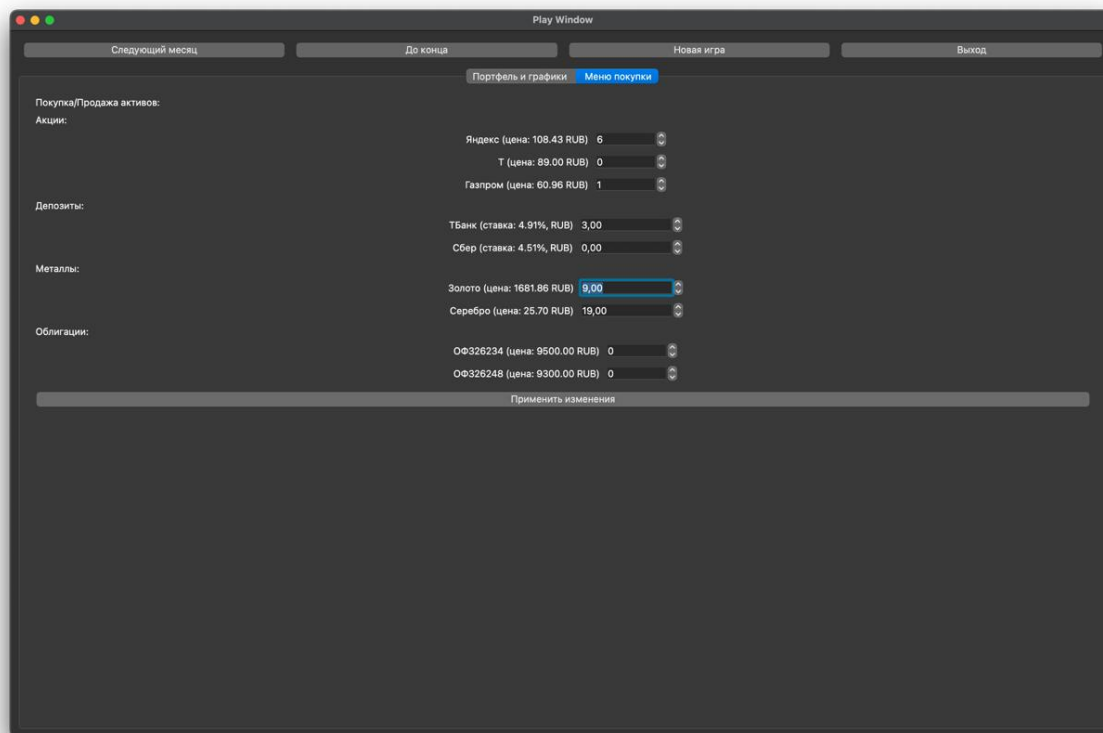 Play Window
Следующий месяц До конца Новая игра Выход
Портфель и графики Меню покупки
Покупка/Продажа активов:
Акции:
Яндекс (цена: 108.43 RUB) 6
Т (цена: 89.00 RUB) 0
Газпром (цена: 60.96 RUB) 1
Депозиты:
ТБанк (ставка: 4.91%, RUB) 3,00
Сбер (ставка: 4.51%, RUB) 0,00
Металлы:
Золото (цена: 1681.86 RUB) 9,00
Серебро (цена: 25.70 RUB) 19,00
Облигации:
ОФЗ26234 (цена: 9500.00 RUB) 0
ОФЗ26248 (цена: 9300.00 RUB) 0
Применить изменения